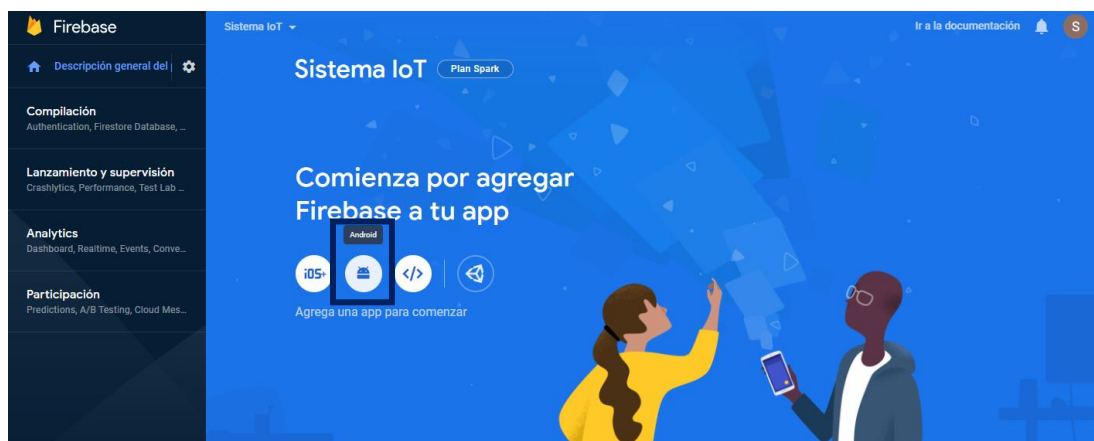 Firebase
Sistema IoT
Ir a la documentación
S
Descripción general del
Sistema IoT
Plan Spark
Compilación
Authentication, Firestore Database, ...
Lanzamiento y supervisión
Crashlytics, Performance, Test Lab ...
Analytics
Dashboard, Realtime, Events, Conve...
Participación
Predictions, A/B Testing, Cloud Mes...
Comienza por agregar
Firebase a tu app
Android
iOS+
</>
Agrega una app para comenzar